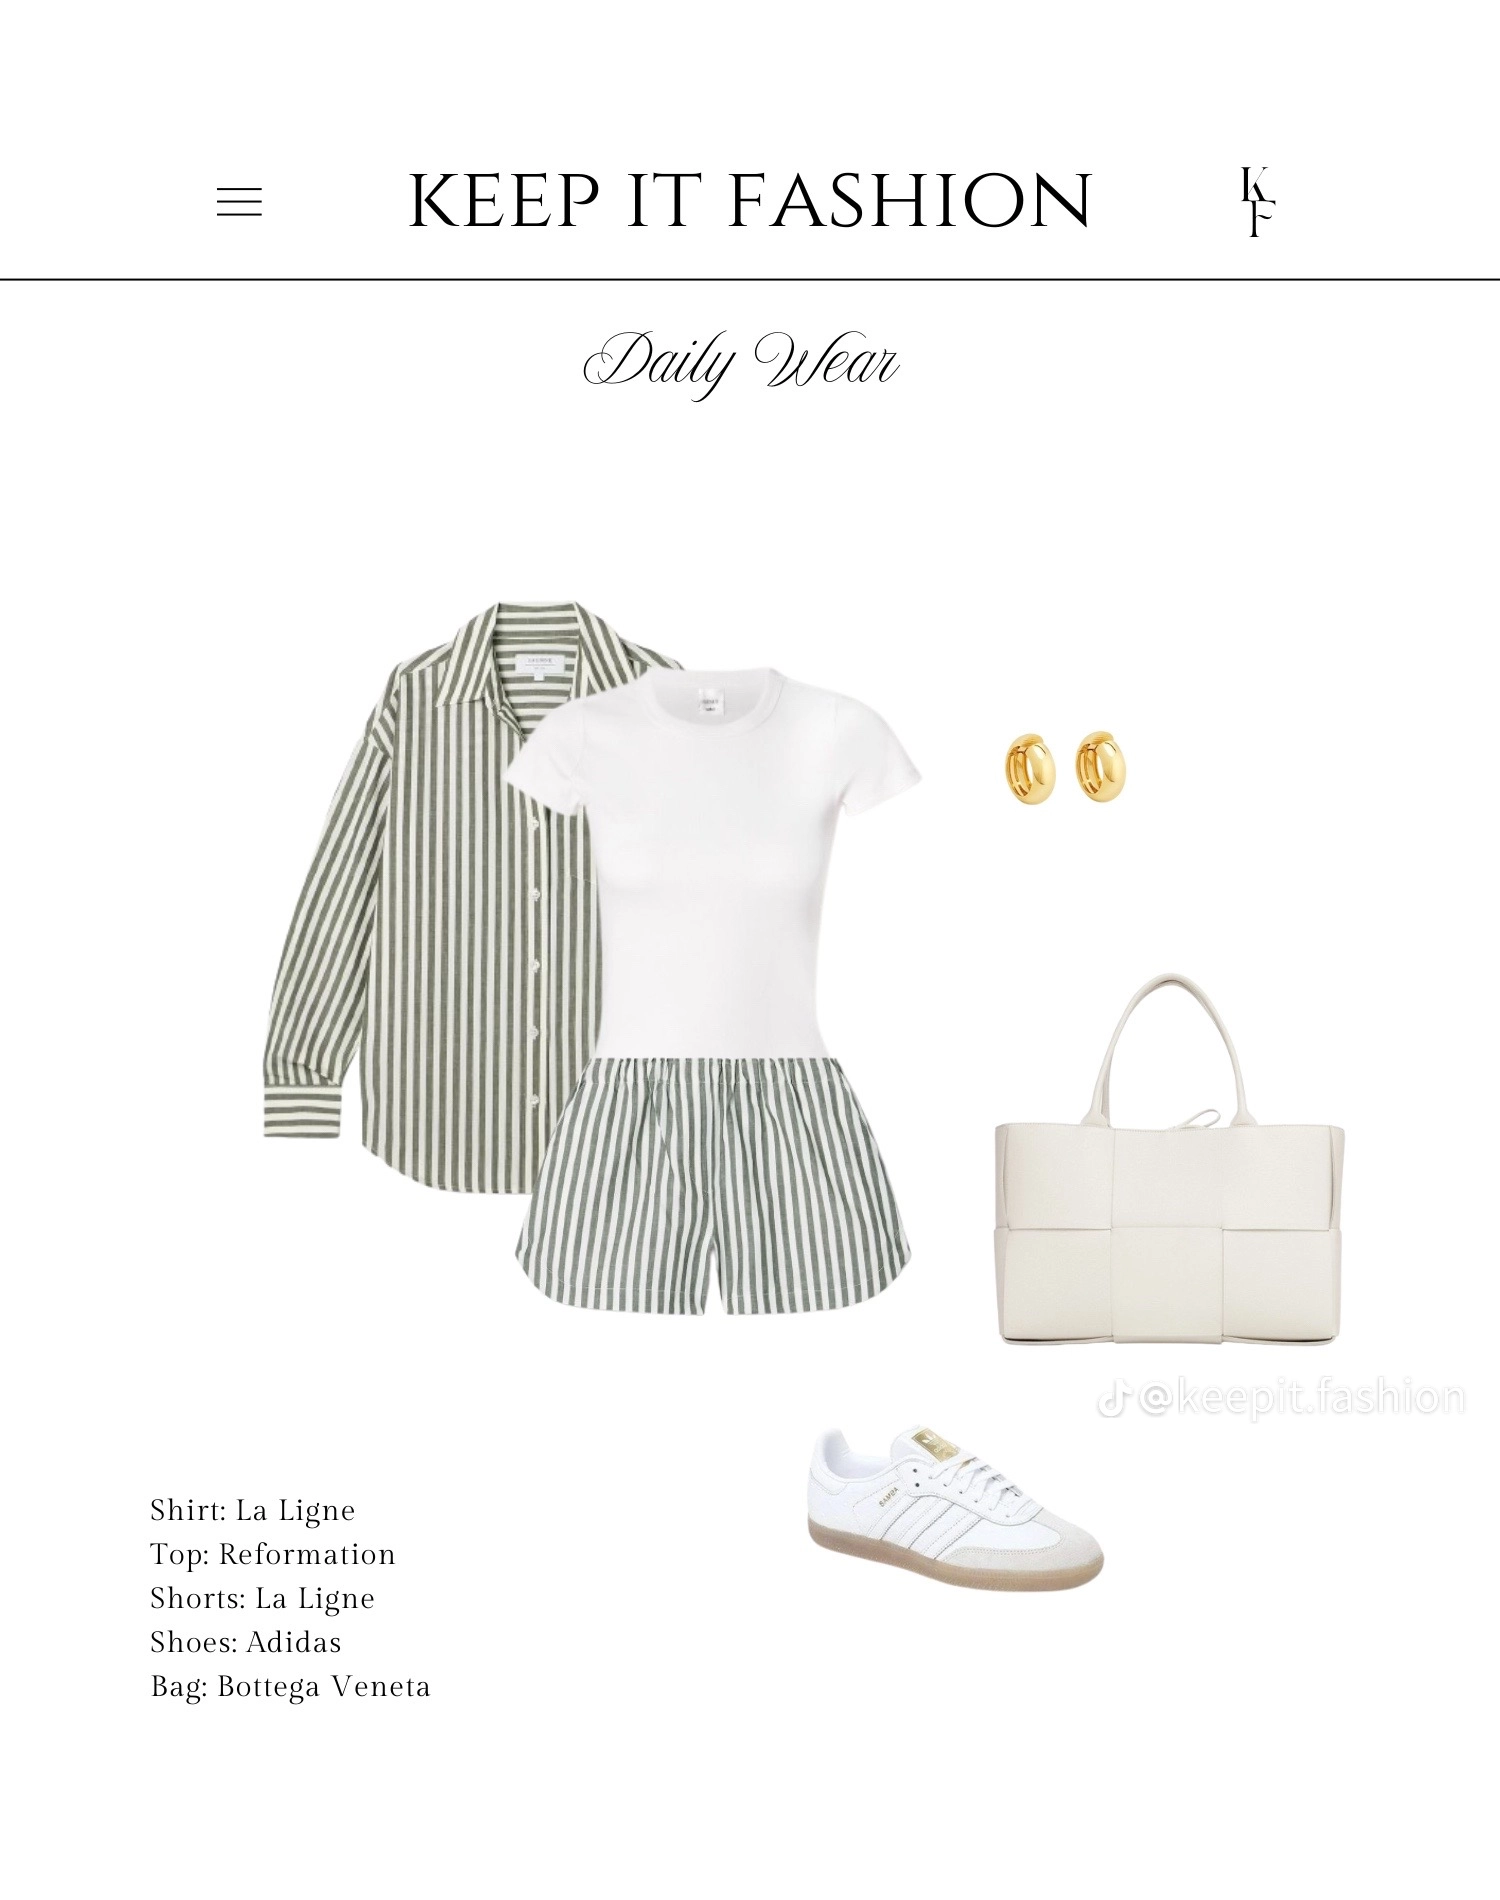 KEEP IT FASHION
KF
Daily Wear
SAMBA
@keepit.fashion
Shirt: La Ligne
Top: Reformation
Shorts: La Ligne
Shoes: Adidas
Bag: Bottega Veneta